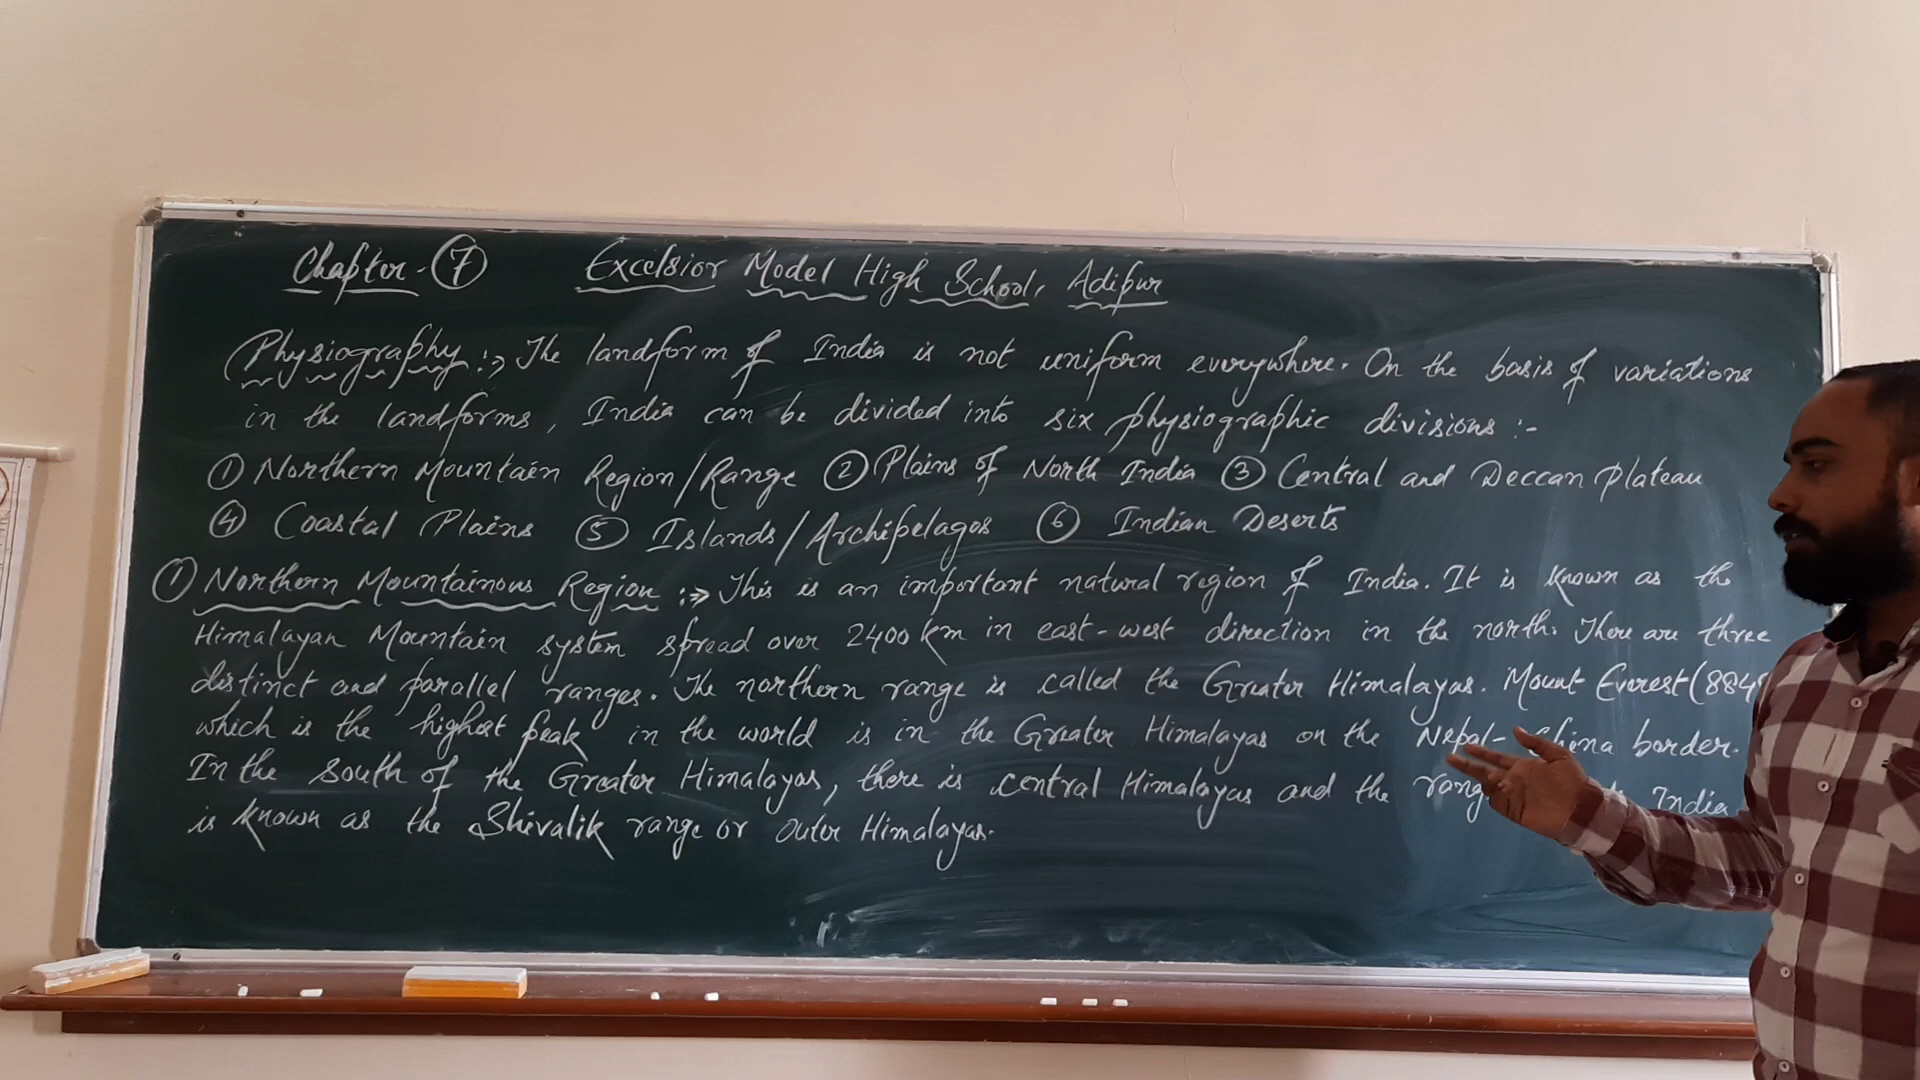 Chapter-7 Excelsior Model High School, Adipur
Physiography :-> The landform of India is not uniform everywhere. On the basis of variations
in the landforms, India can be divided into six physiographic divisions :-
① Northern Mountain Region/Range ② Plains of North India ③ Central and Deccan Plateau
④ Coastal Plains ⑤ Islands/Archipelagos ⑥ Indian Deserts
① Northern Mountainous Region :-> This is an important natural region of India. It is known as the
Himalayan Mountain system spread over 2400 km in east-west direction in the north. There are three
distinct and parallel ranges. The northern range is called the Greater Himalayas. Mount Everest (884
which is the highest peak in the world is in the Greater Himalayas on the Nepal-China border.
In the south of the Greater Himalayas, there is central Himalayas and the India
is known as the Shivalik range or outer Himalayas.